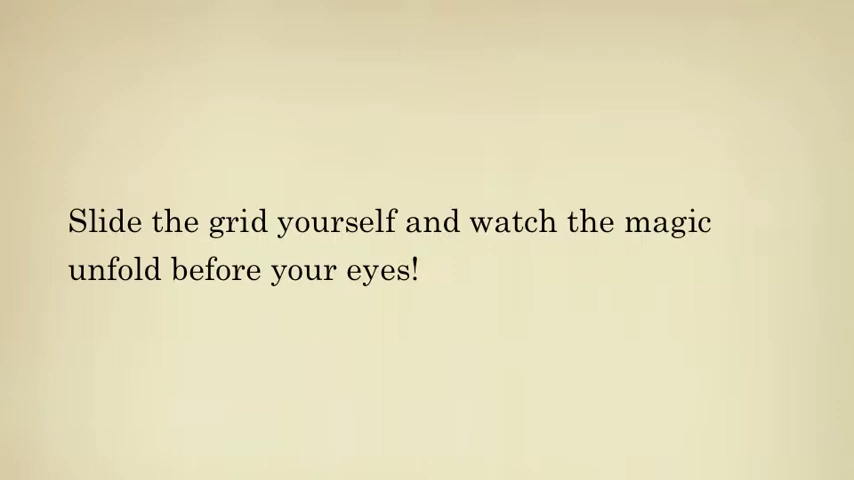 Slide the grid yourself and watch the magic
unfold before your eyes!